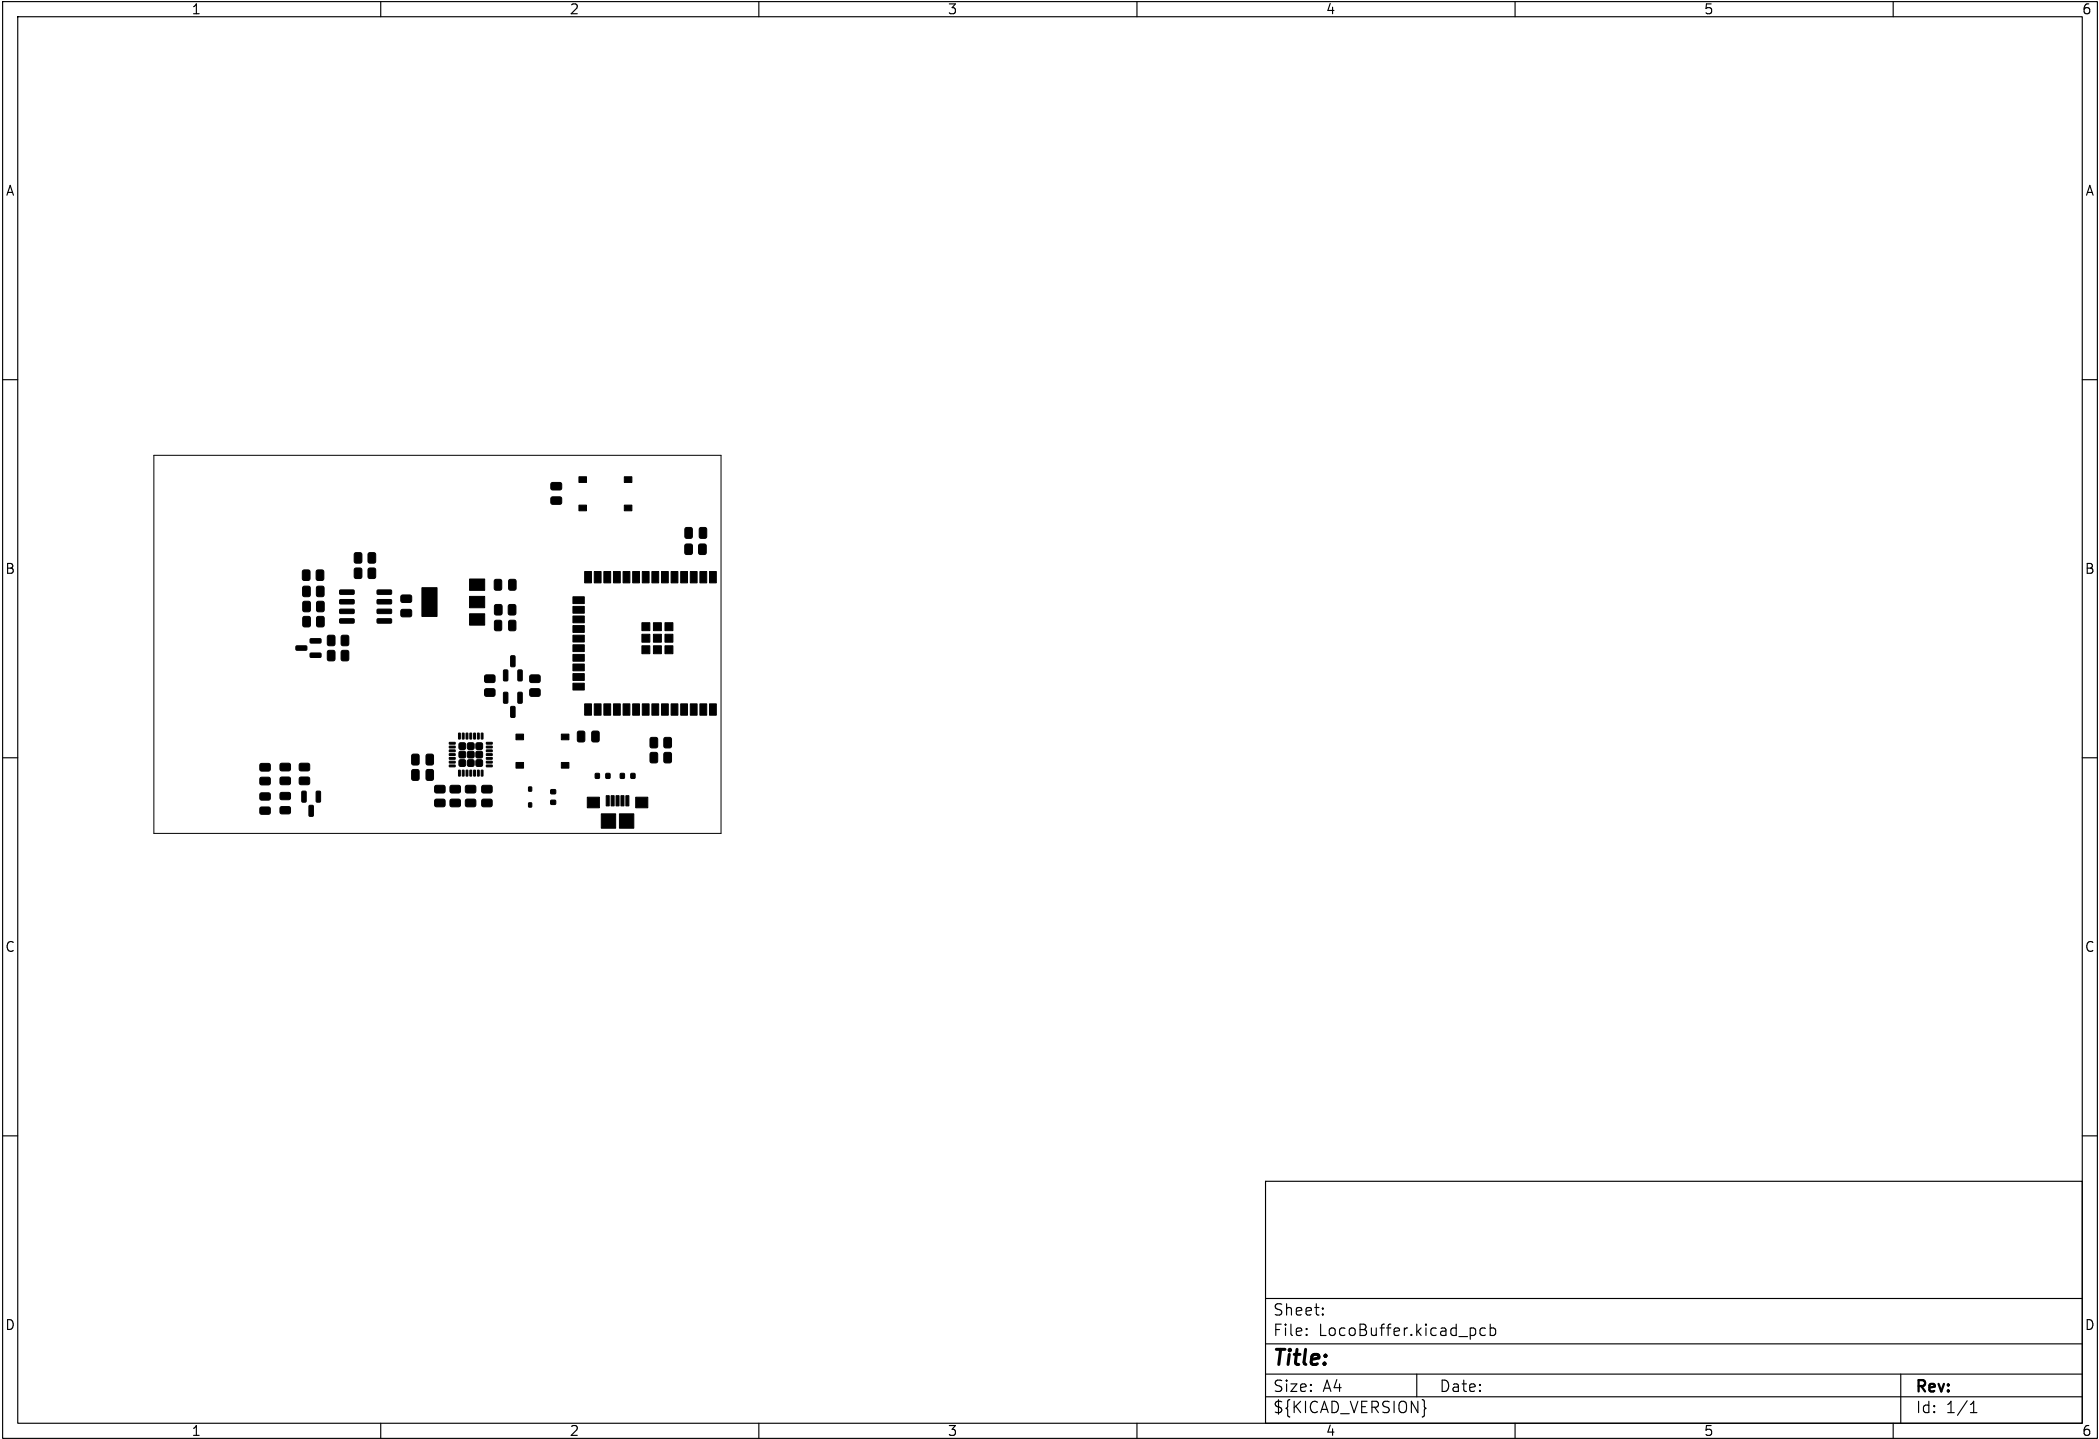 1 2 3 4 5 6
A A
B B
C C
Sheet:
File: LocoBuffer.kicad_pcb
D D
Title:
Size: A4 Date: Rev:
${KICAD_VERSION} Id: 1/1
1 2 3 4 5 6